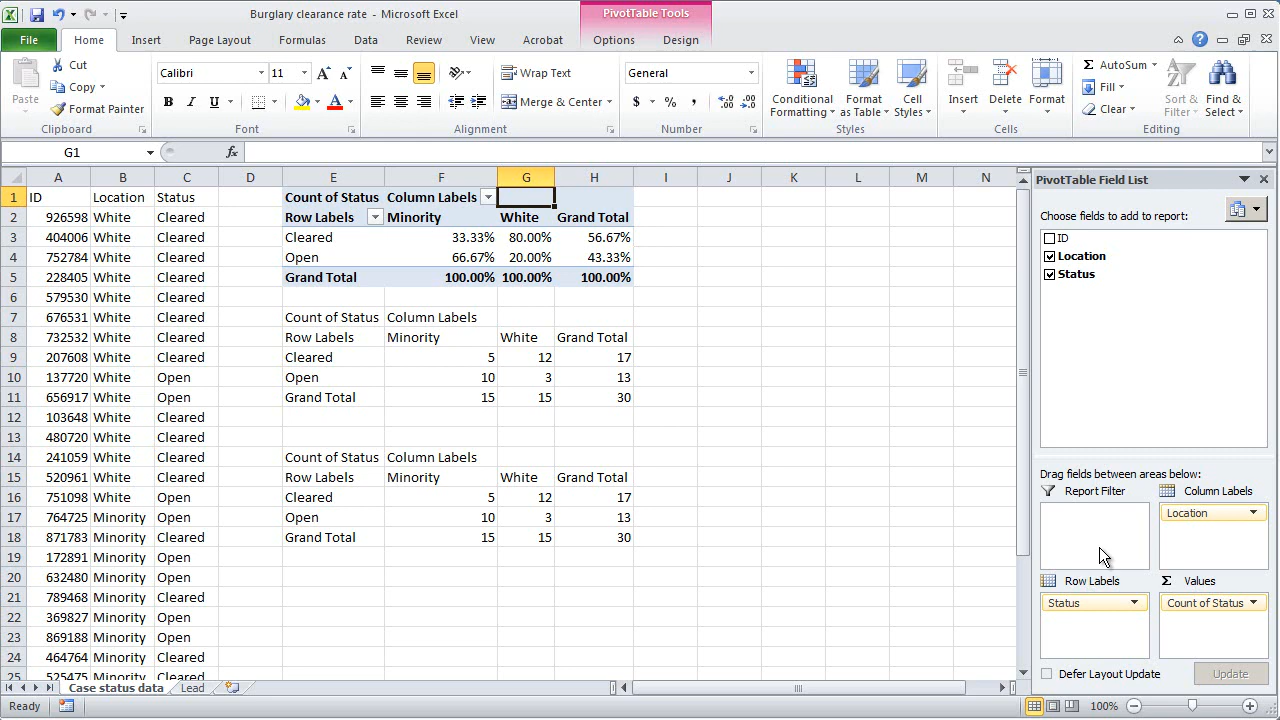 Burglary clearance rate - Microsoft Excel
PivotTable Tools
File Home Insert Page Layout Formulas Data Review View Acrobat Options Design
Paste
Cut
Copy
Format Painter
Clipboard
Calibri 11
B I U A
Font
Wrap Text
Merge & Center
Alignment
General
$ % ,
Number
Conditional Formatting
Format as Table
Cell Styles
Styles
Insert Delete Format
Cells
Σ AutoSum
Fill
Clear
Sort & Filter
Find & Select
Editing
G1 fx
A B C D E F G H I J K L M N
1 ID Location Status Count of Status Column Labels
2 926598 White Cleared Row Labels Minority White Grand Total
3 404006 White Cleared Cleared 33.33% 80.00% 56.67%
4 752784 White Cleared Open 66.67% 20.00% 43.33%
5 228405 White Cleared Grand Total 100.00% 100.00% 100.00%
6 579530 White Cleared
7 676531 White Cleared Count of Status Column Labels
8 732532 White Cleared Row Labels Minority White Grand Total
9 207608 White Cleared Cleared 5 12 17
10 137720 White Open Open 10 3 13
11 656917 White Open Grand Total 15 15 30
12 103648 White Cleared
13 480720 White Cleared
14 241059 White Cleared Count of Status Column Labels
15 520961 White Cleared Row Labels Minority White Grand Total
16 751098 White Open Cleared 5 12 17
17 764725 Minority Open Open 10 3 13
18 871783 Minority Cleared Grand Total 15 15 30
19 172891 Minority Open
20 632480 Minority Open
21 789468 Minority Cleared
22 369827 Minority Open
23 869188 Minority Open
24 464764 Minority Cleared
25 525475 Minority Cleared
PivotTable Field List
Choose fields to add to report:
ID
Location
Status
Drag fields between areas below:
Report Filter
Column Labels
Location
Row Labels
Σ Values
Status
Count of Status
Defer Layout Update
Update
Case status data Lead
Ready 100%